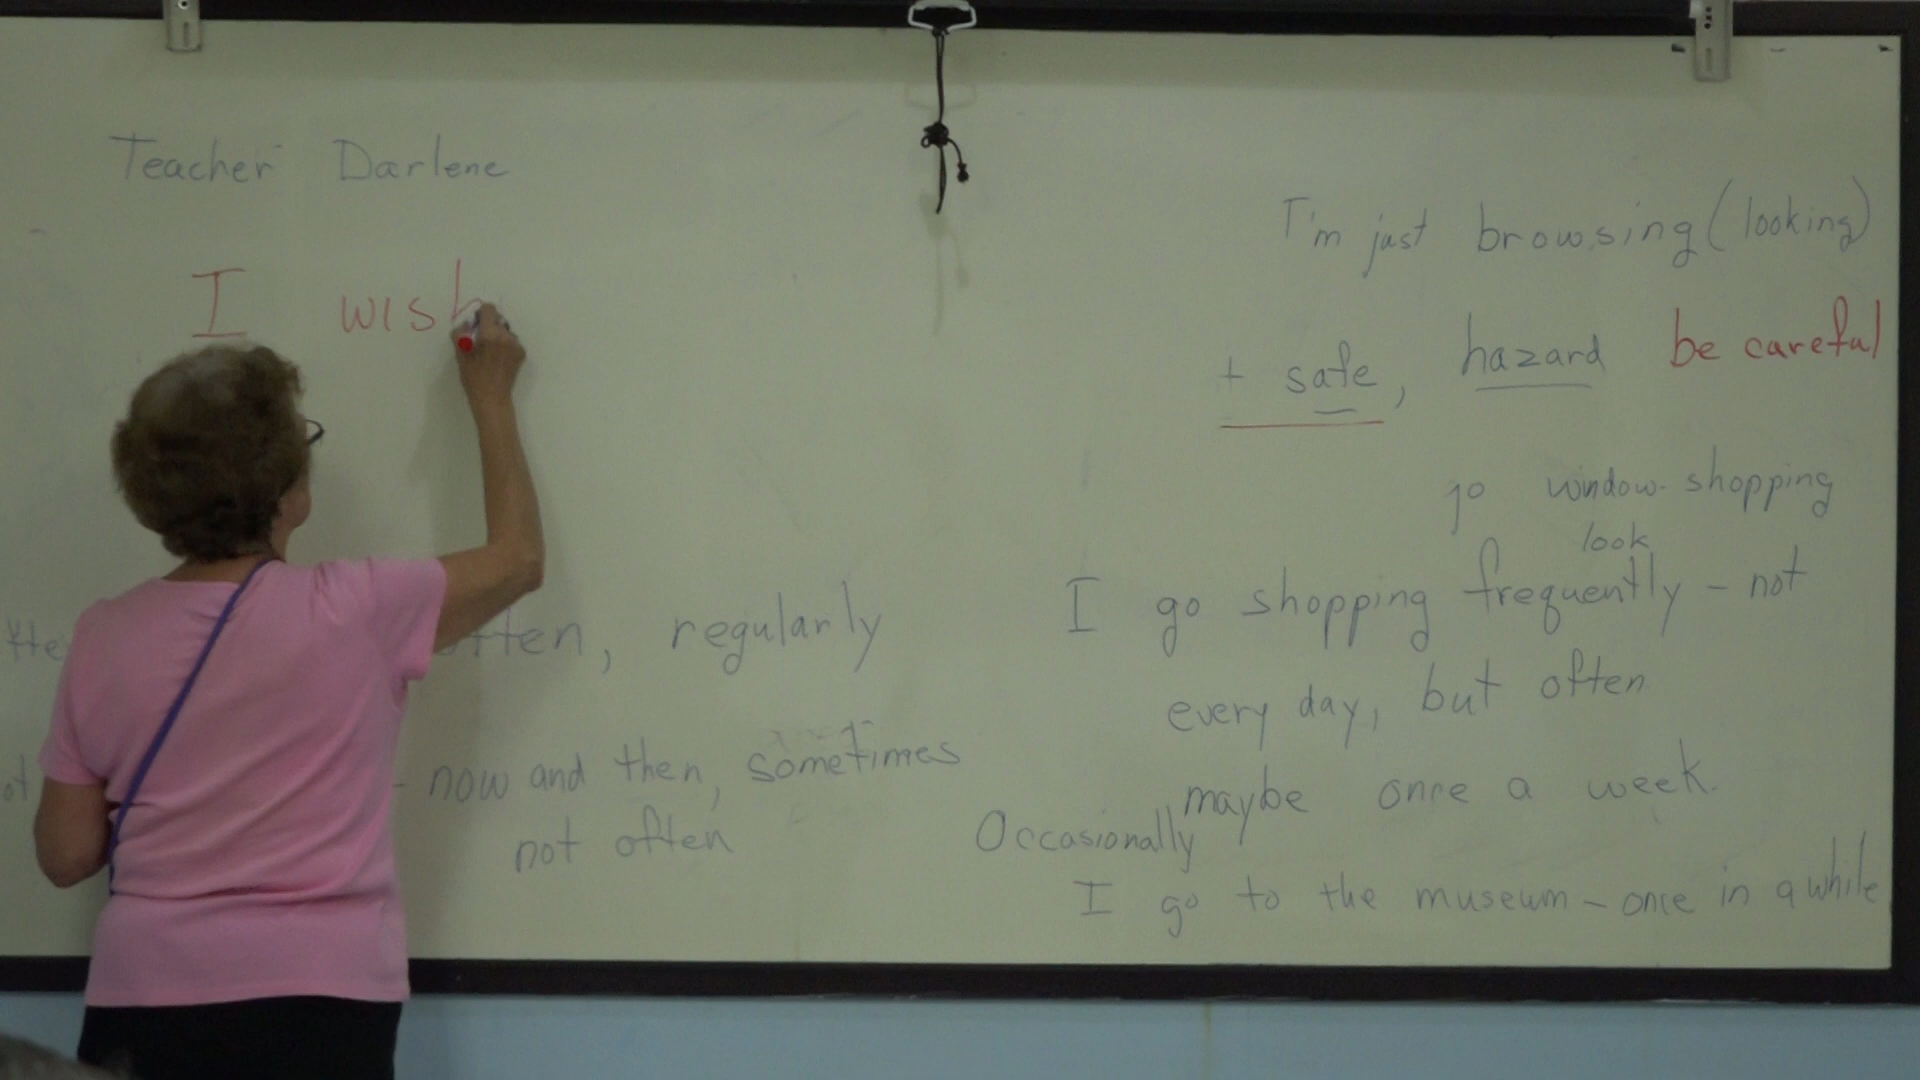 Teacher Darlene
I wish
often, regularly
- now and then, sometimes
not often
I'm just browsing (looking)
+ safe, hazard be careful
go window shopping
look
I go shopping frequently - not
every day, but often
maybe once a week.
Occasionally
I go to the museum - once in a while